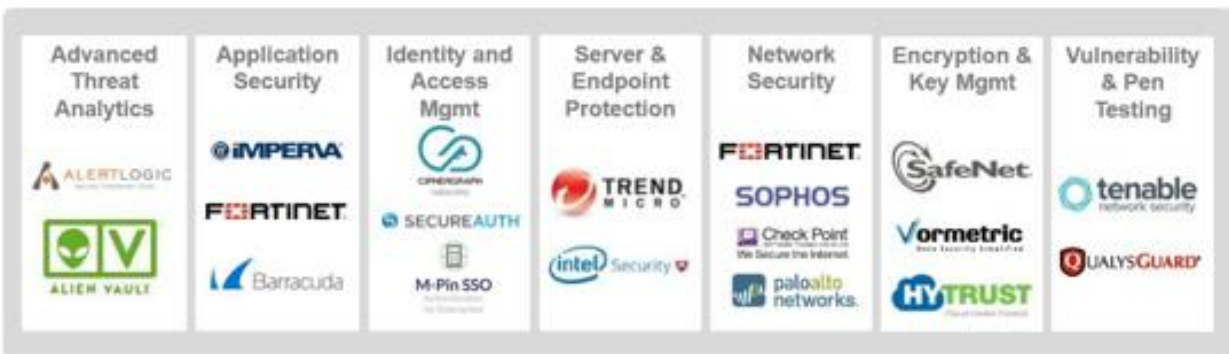 Advanced
Threat
Analytics
ALERTLOGIC
ALIEN VAULT
Application
Security
iMPERVA
FORTINET
Barracuda
Identity and
Access
Mgmt
CIPHERGRAPH
SECUREAUTH
M-Pin SSO
Server &
Endpoint
Protection
TREND
MICRO
intel Security
Network
Security
FORTINET
SOPHOS
Check Point
We Secure the Internet
paloalto
networks.
Encryption &
Key Mgmt
SafeNet
Vormetric
HYTRUST
Vulnerability
& Pen
Testing
tenable
network security
QUALYSGUARD